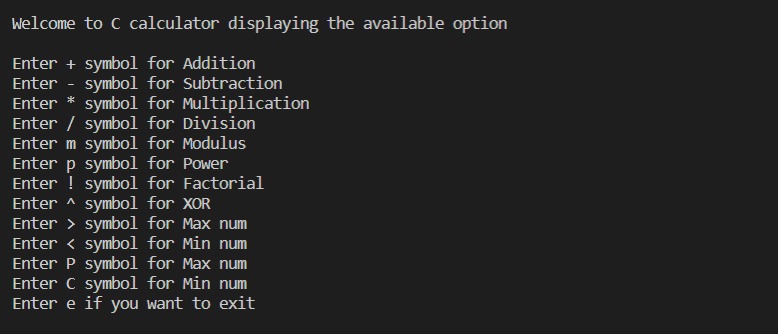 Welcome to C calculator displaying the available option
Enter + symbol for Addition
Enter - symbol for Subtraction
Enter * symbol for Multiplication
Enter / symbol for Division
Enter m symbol for Modulus
Enter p symbol for Power
Enter ! symbol for Factorial
Enter ^ symbol for XOR
Enter > symbol for Max num
Enter < symbol for Min num
Enter P symbol for Max num
Enter C symbol for Min num
Enter e if you want to exit